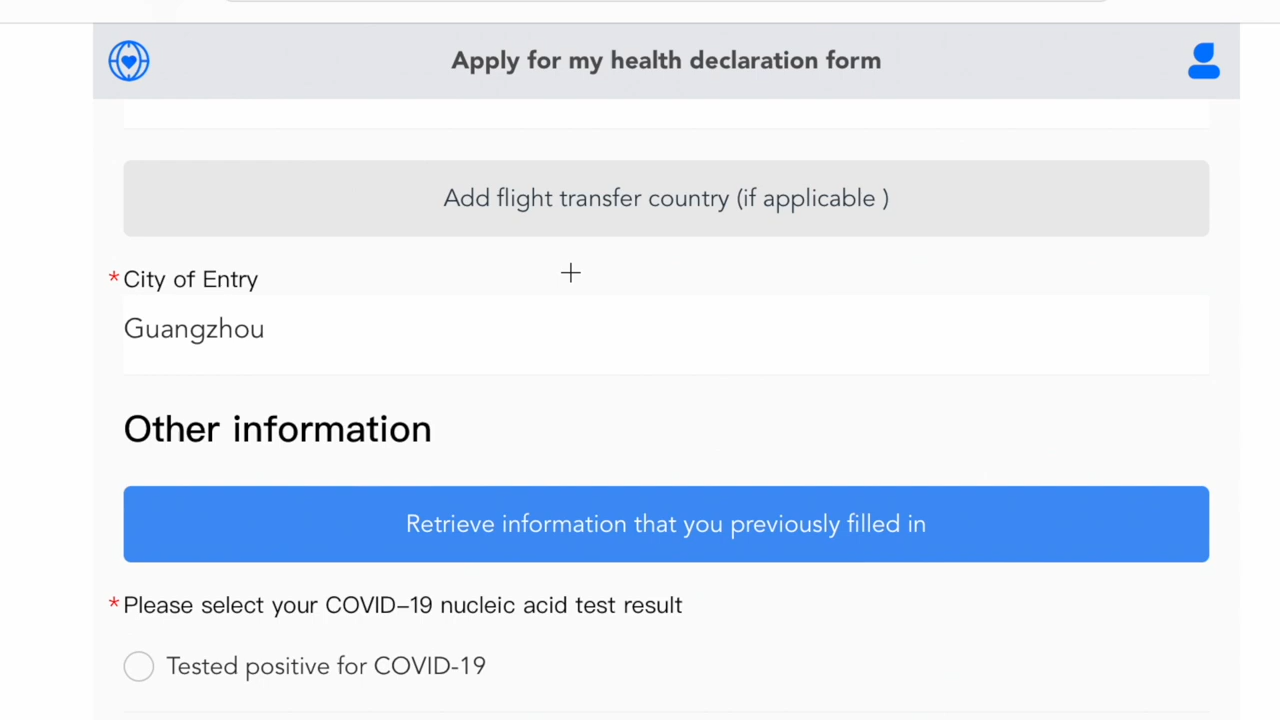 Apply for my health declaration form
Add flight transfer country (if applicable )
*City of Entry
Guangzhou
Other information
Retrieve information that you previously filled in
*Please select your COVID-19 nucleic acid test result
Tested positive for COVID-19